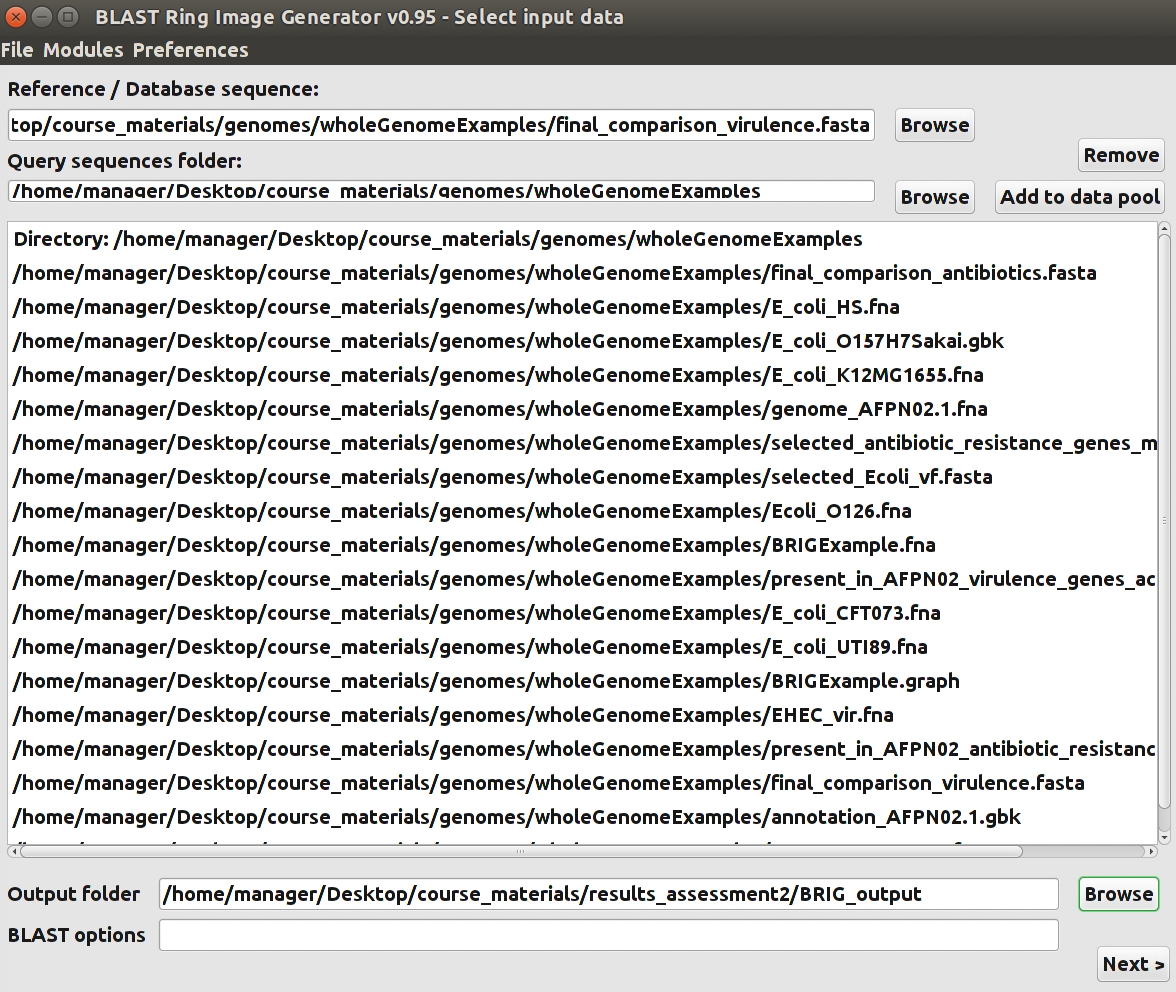 BLAST Ring Image Generator v0.95 - Select input data
File Modules Preferences
Reference / Database sequence:
top/course_materials/genomes/wholeGenomeExamples/final_comparison_virulence.fasta Browse
Remove
Query sequences folder:
/home/manager/Desktop/course_materials/genomes/wholeGenomeExamples Browse Add to data pool
Directory: /home/manager/Desktop/course_materials/genomes/wholeGenomeExamples
/home/manager/Desktop/course_materials/genomes/wholeGenomeExamples/final_comparison_antibiotics.fasta
/home/manager/Desktop/course_materials/genomes/wholeGenomeExamples/E_coli_HS.fna
/home/manager/Desktop/course_materials/genomes/wholeGenomeExamples/E_coli_O157H7Sakai.gbk
/home/manager/Desktop/course_materials/genomes/wholeGenomeExamples/E_coli_K12MG1655.fna
/home/manager/Desktop/course_materials/genomes/wholeGenomeExamples/genome_AFPN02.1.fna
/home/manager/Desktop/course_materials/genomes/wholeGenomeExamples/selected_antibiotic_resistance_genes_m
/home/manager/Desktop/course_materials/genomes/wholeGenomeExamples/selected_Ecoli_vf.fasta
/home/manager/Desktop/course_materials/genomes/wholeGenomeExamples/Ecoli_O126.fna
/home/manager/Desktop/course_materials/genomes/wholeGenomeExamples/BRIGExample.fna
/home/manager/Desktop/course_materials/genomes/wholeGenomeExamples/present_in_AFPN02_virulence_genes_ac
/home/manager/Desktop/course_materials/genomes/wholeGenomeExamples/E_coli_CFT073.fna
/home/manager/Desktop/course_materials/genomes/wholeGenomeExamples/E_coli_UTI89.fna
/home/manager/Desktop/course_materials/genomes/wholeGenomeExamples/BRIGExample.graph
/home/manager/Desktop/course_materials/genomes/wholeGenomeExamples/EHEC_vir.fna
/home/manager/Desktop/course_materials/genomes/wholeGenomeExamples/present_in_AFPN02_antibiotic_resistanc
/home/manager/Desktop/course_materials/genomes/wholeGenomeExamples/final_comparison_virulence.fasta
/home/manager/Desktop/course_materials/genomes/wholeGenomeExamples/annotation_AFPN02.1.gbk
Output folder /home/manager/Desktop/course_materials/results_assessment2/BRIG_output Browse
BLAST options
Next >